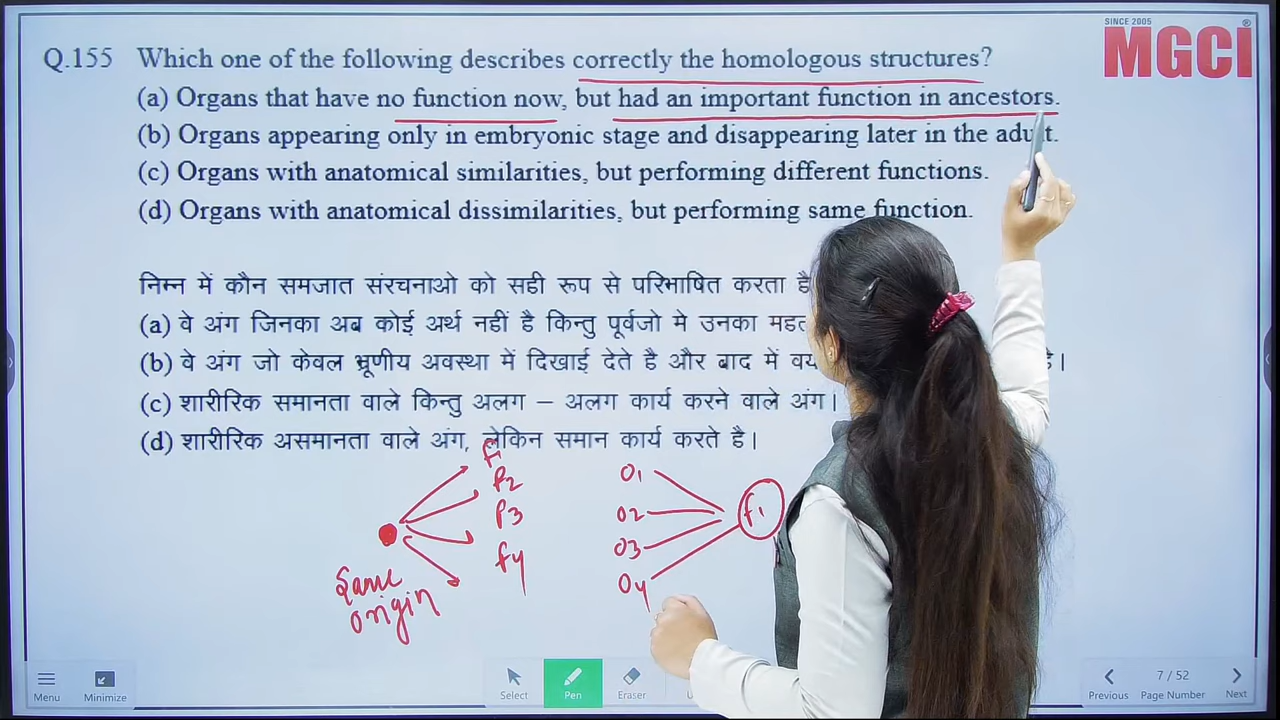 SINCE 2005
MGCI®
Q.155 Which one of the following describes correctly the homologous structures?
(a) Organs that have no function now, but had an important function in ancestors.
(b) Organs appearing only in embryonic stage and disappearing later in the adult.
(c) Organs with anatomical similarities, but performing different functions.
(d) Organs with anatomical dissimilarities, but performing same function.
निम्न में कौन समजात संरचनाओ को सही रूप से परिभाषित करता है
(a) वे अंग जिनका अब कोई अर्थ नहीं है किन्तु पूर्वजो मे उनका
(b) वे अंग जो केवल भ्रूणीय अवस्था में दिखाई देते है और बाद में है।
(c) शारीरिक समानता वाले किन्तु अलग – अलग कार्य करने वाले अंग।
(d) शारीरिक असमानता वाले अंग, लेकिन समान कार्य करते है।
Same
origin
f2
f3
f4
O1
O2
O3
O4
f1
Menu
Minimize
Select
Pen
Eraser
Previous
7 / 52
Page Number
Next